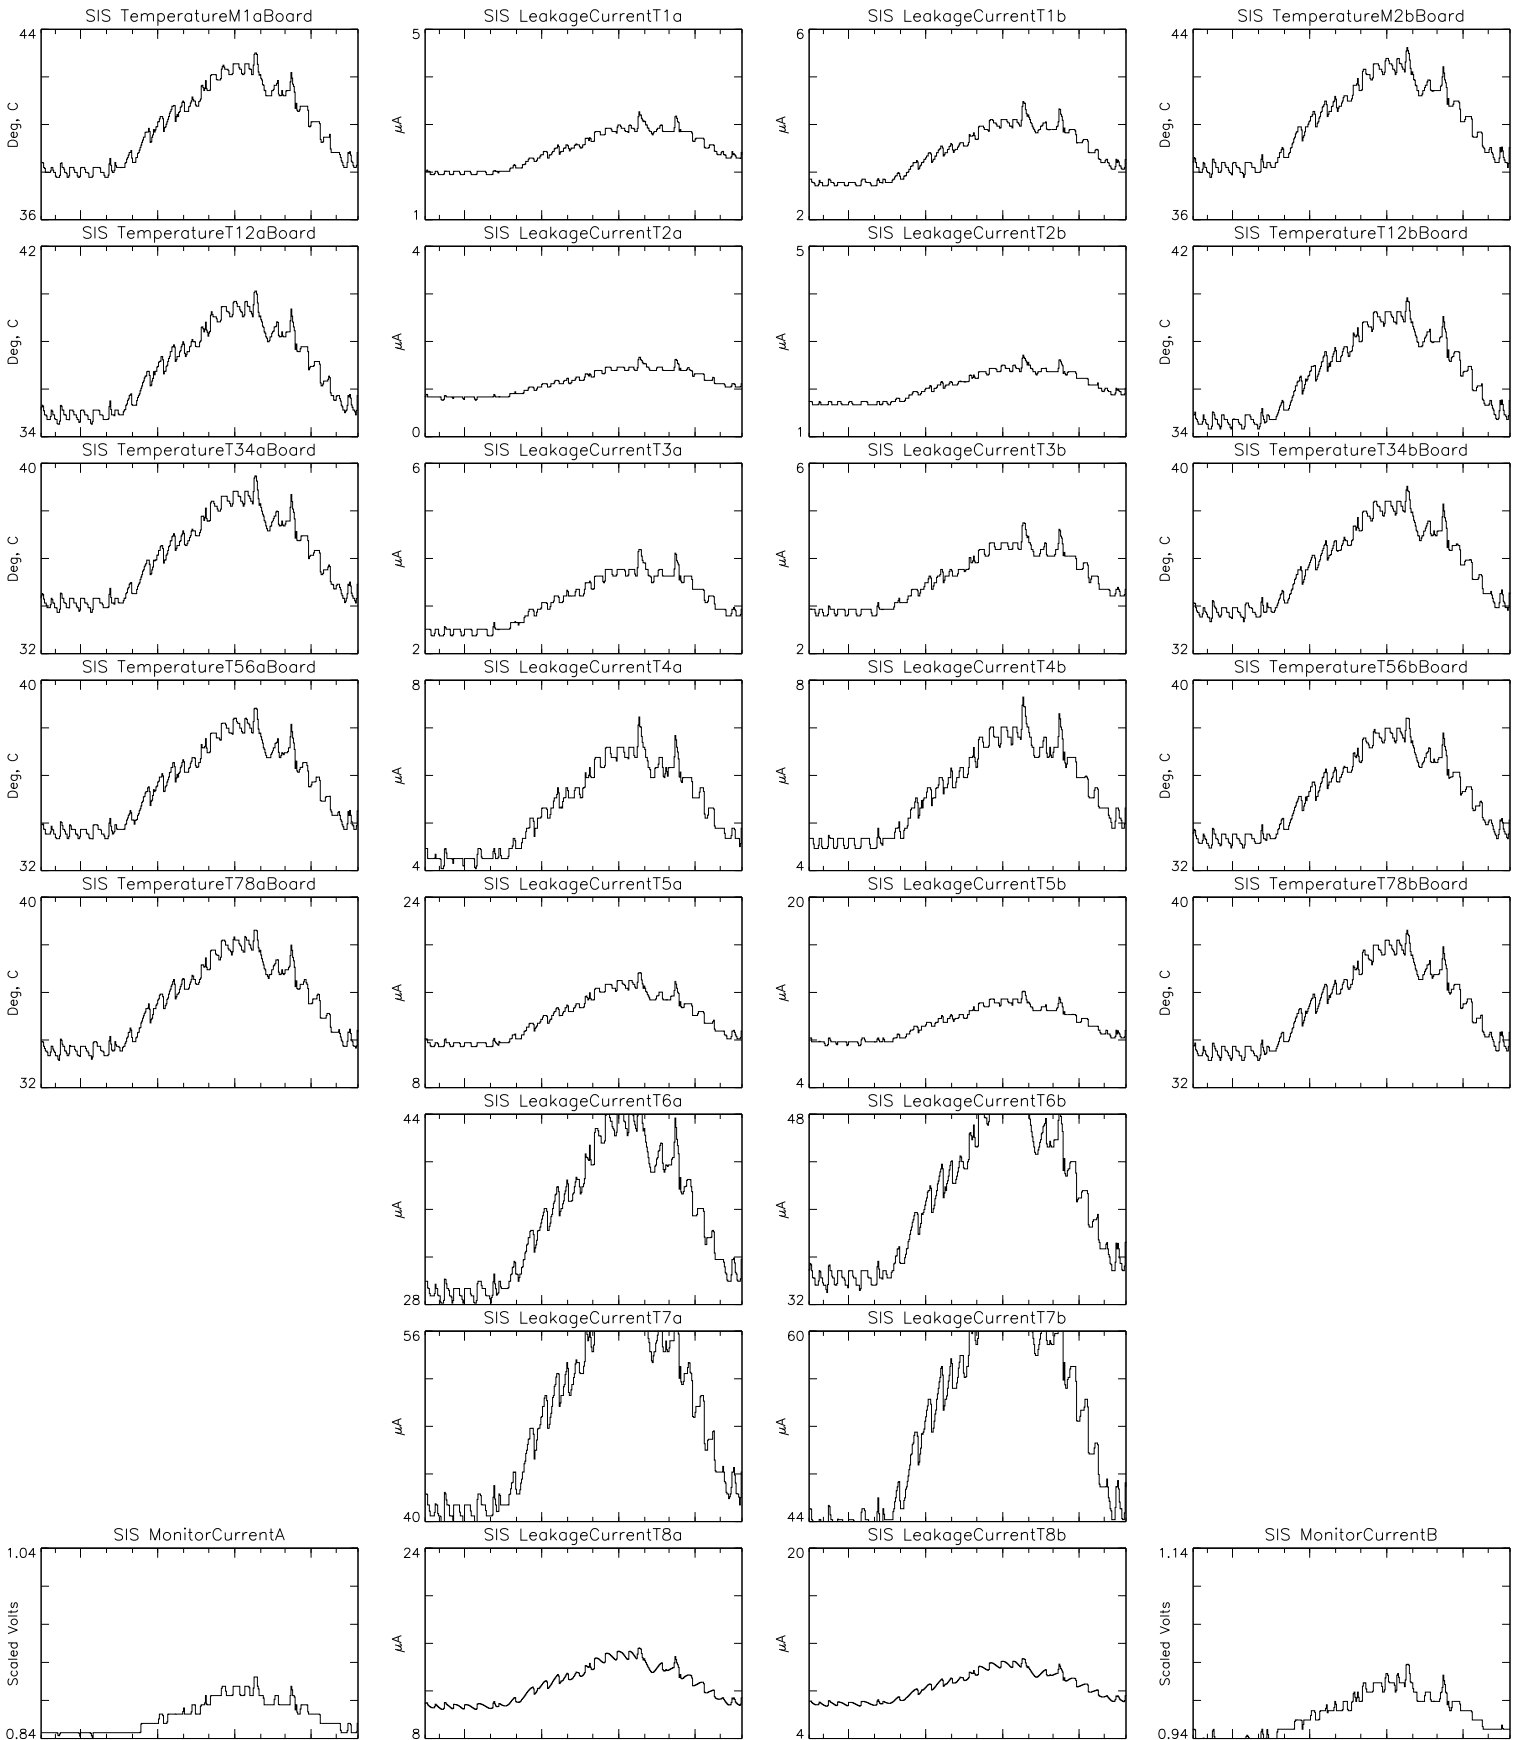 SIS TemperatureM1aBoard SIS LeakageCurrentT1a SIS LeakageCurrentT1b SIS TemperatureM2bBoard
44 5 6 44
Deg, C μA μA Deg, C
36 1 2 36
SIS TemperatureT12aBoard SIS LeakageCurrentT2a SIS LeakageCurrentT2b SIS TemperatureT12bBoard
42 4 5 42
Deg, C μA μA Deg, C
34 0 1 34
SIS TemperatureT34aBoard SIS LeakageCurrentT3a SIS LeakageCurrentT3b SIS TemperatureT34bBoard
40 6 6 40
Deg, C μA μA Deg, C
32 2 2 32
SIS TemperatureT56aBoard SIS LeakageCurrentT4a SIS LeakageCurrentT4b SIS TemperatureT56bBoard
40 8 8 40
Deg, C μA μA Deg, C
32 4 4 32
SIS TemperatureT78aBoard SIS LeakageCurrentT5a SIS LeakageCurrentT5b SIS TemperatureT78bBoard
40 24 20 40
Deg, C μA μA Deg, C
32 8 4 32
SIS LeakageCurrentT6a SIS LeakageCurrentT6b
44 48
μA μA
28 32
SIS LeakageCurrentT7a SIS LeakageCurrentT7b
56 60
μA μA
40 44
SIS MonitorCurrentA SIS LeakageCurrentT8a SIS LeakageCurrentT8b SIS MonitorCurrentB
1.04 24 20 1.14
Scaled Volts μA μA Scaled Volts
0.84 8 4 0.94